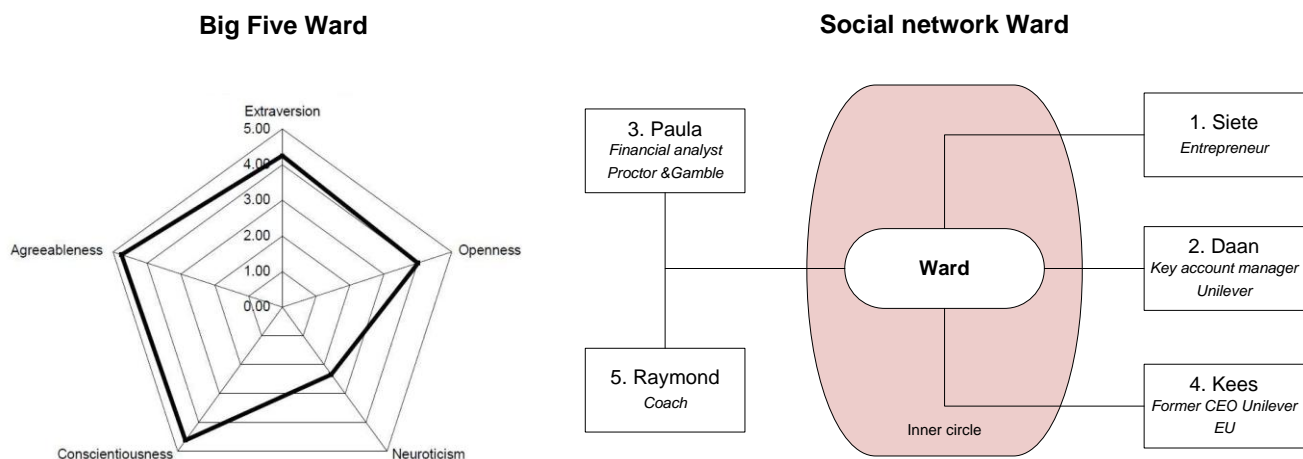 Big Five Ward
Extraversion
5.00
4.00
3.00
2.00
1.00
0.00
Agreeableness
Openness
Conscientiousness
Neuroticism
Social network Ward
3. Paula
Financial analyst
Proctor &Gamble
5. Raymond
Coach
Ward
Inner circle
1. Siete
Entrepreneur
2. Daan
Key account manager
Unilever
4. Kees
Former CEO Unilever
EU